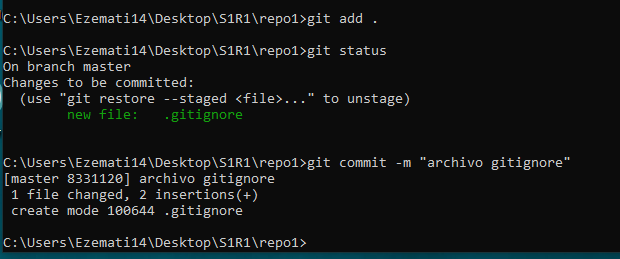 C:\Users\Ezemati14\Desktop\S1R1\repo1>git add .
C:\Users\Ezemati14\Desktop\S1R1\repo1>git status
On branch master
Changes to be committed:
  (use "git restore --staged <file>..." to unstage)
        new file:   .gitignore
C:\Users\Ezemati14\Desktop\S1R1\repo1>git commit -m "archivo gitignore"
[master 8331120] archivo gitignore
 1 file changed, 2 insertions(+)
 create mode 100644 .gitignore
C:\Users\Ezemati14\Desktop\S1R1\repo1>